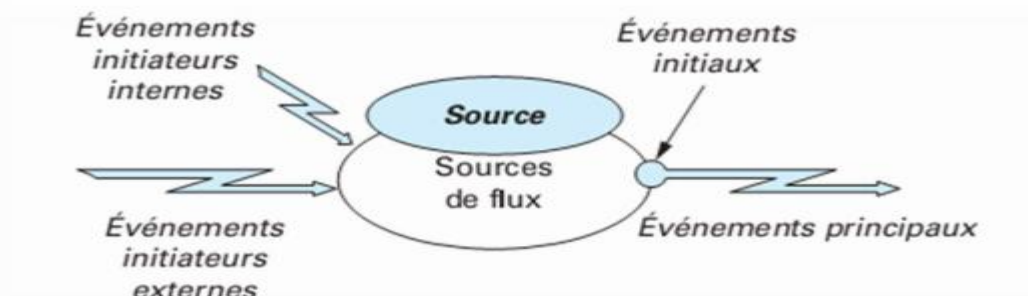 Événements
initiateurs
internes
Événements
initiaux
Source
Sources
de flux
Événements
initiateurs
externes
Événements principaux